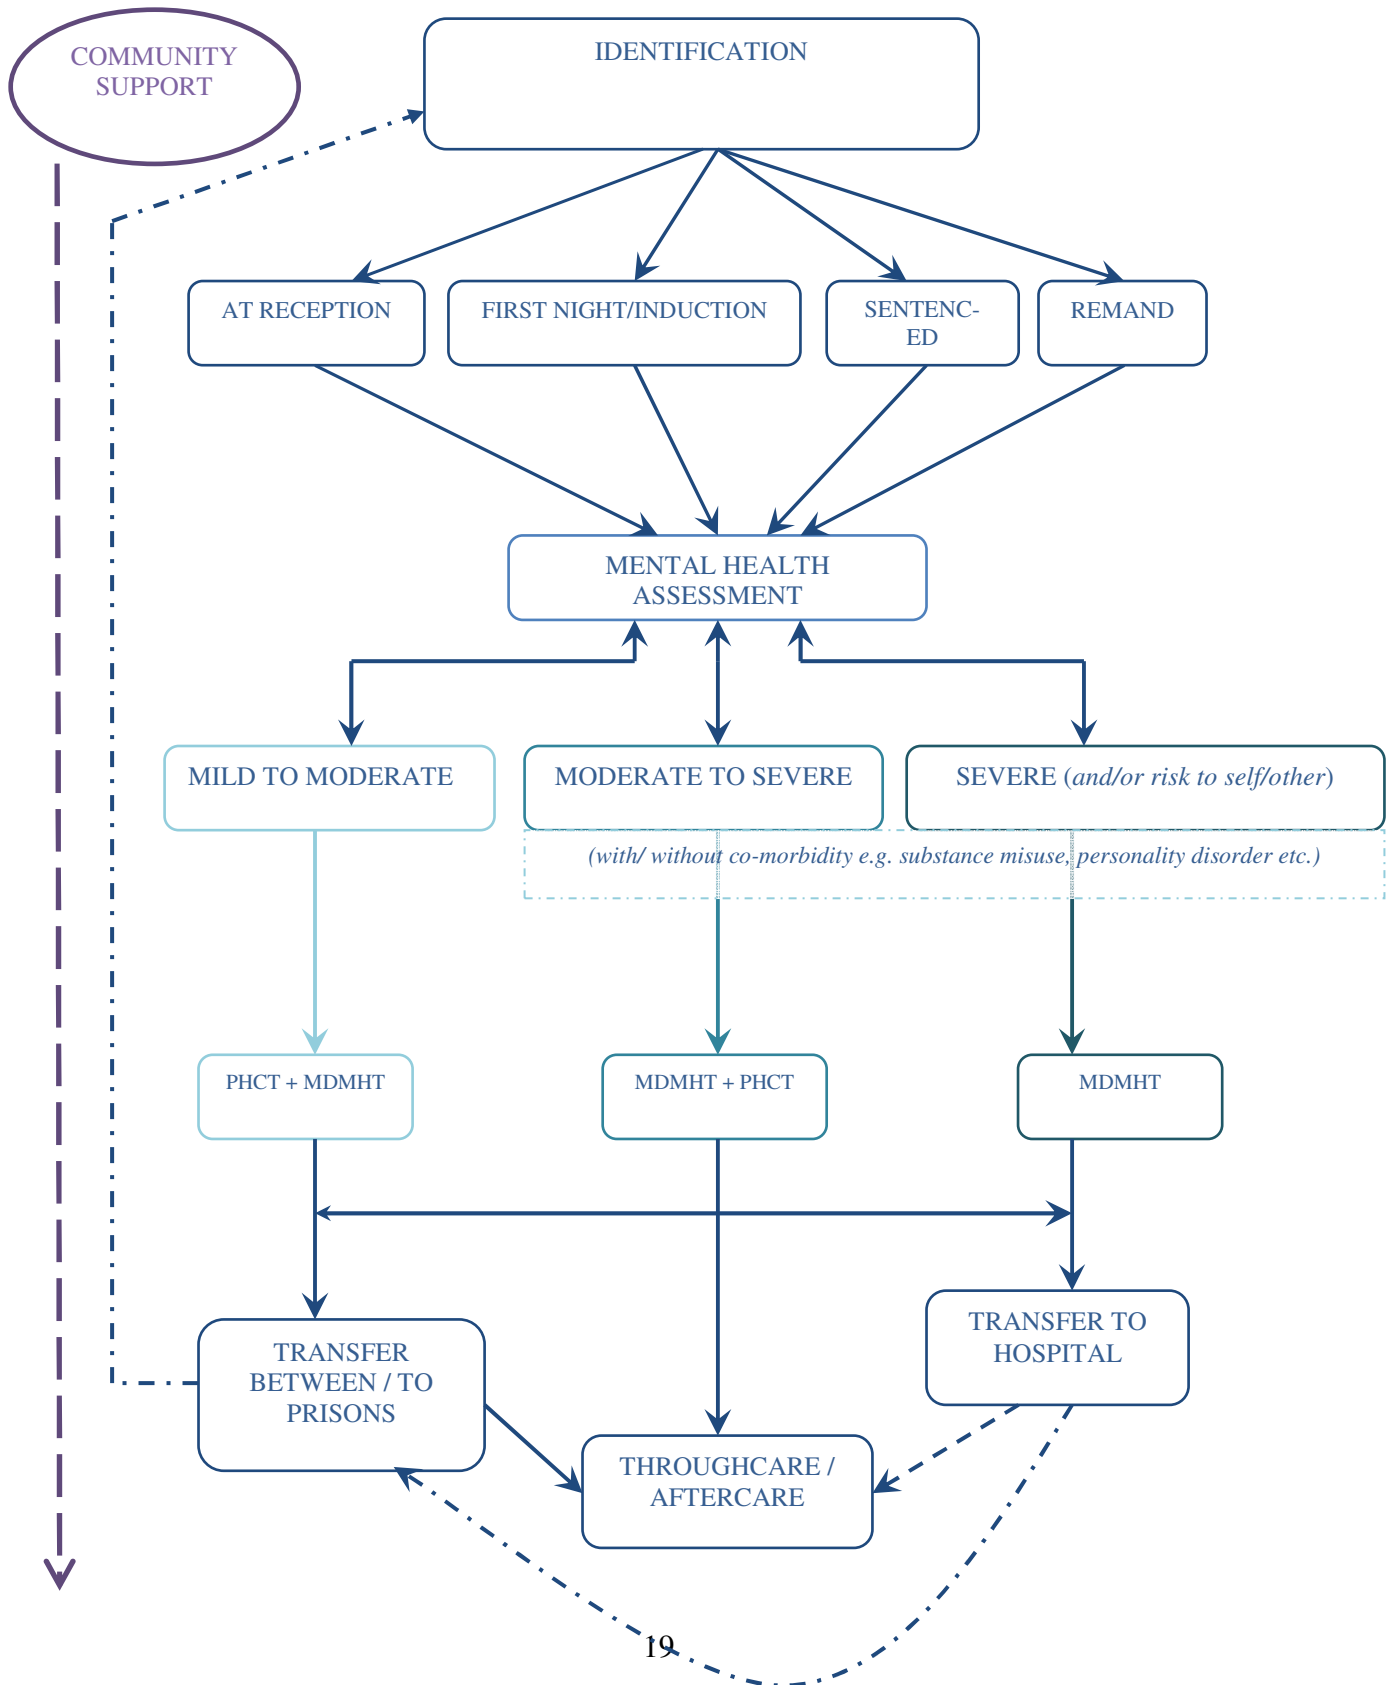 COMMUNITY
SUPPORT
IDENTIFICATION
AT RECEPTION
FIRST NIGHT/INDUCTION
SENTENC-
ED
REMAND
MENTAL HEALTH
ASSESSMENT
MILD TO MODERATE
MODERATE TO SEVERE
SEVERE (and/or risk to self/other)
(with/ without co-morbidity e.g. substance misuse, personality disorder etc.)
PHCT + MDMHT
MDMHT + PHCT
MDMHT
TRANSFER
BETWEEN / TO
PRISONS
TRANSFER TO
HOSPITAL
THROUGHCARE /
AFTERCARE
19